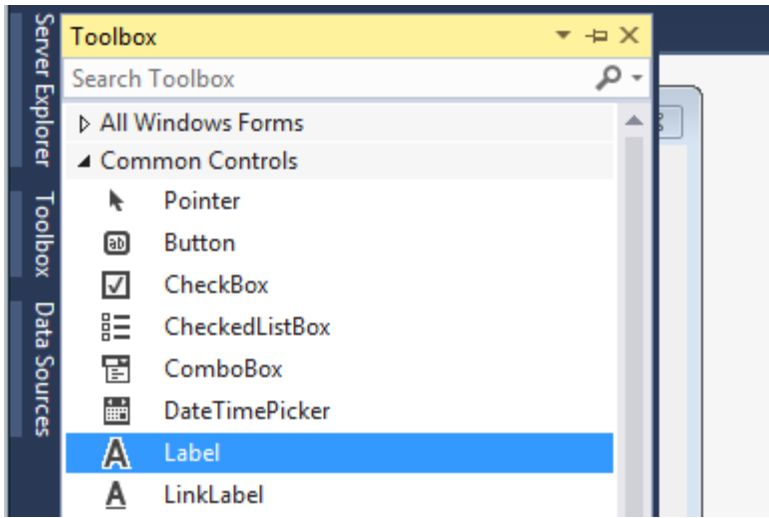 Server Explorer
Toolbox
Data Sources
Toolbox
Search Toolbox
All Windows Forms
Common Controls
Pointer
ab Button
CheckBox
CheckedListBox
ComboBox
DateTimePicker
A Label
A LinkLabel